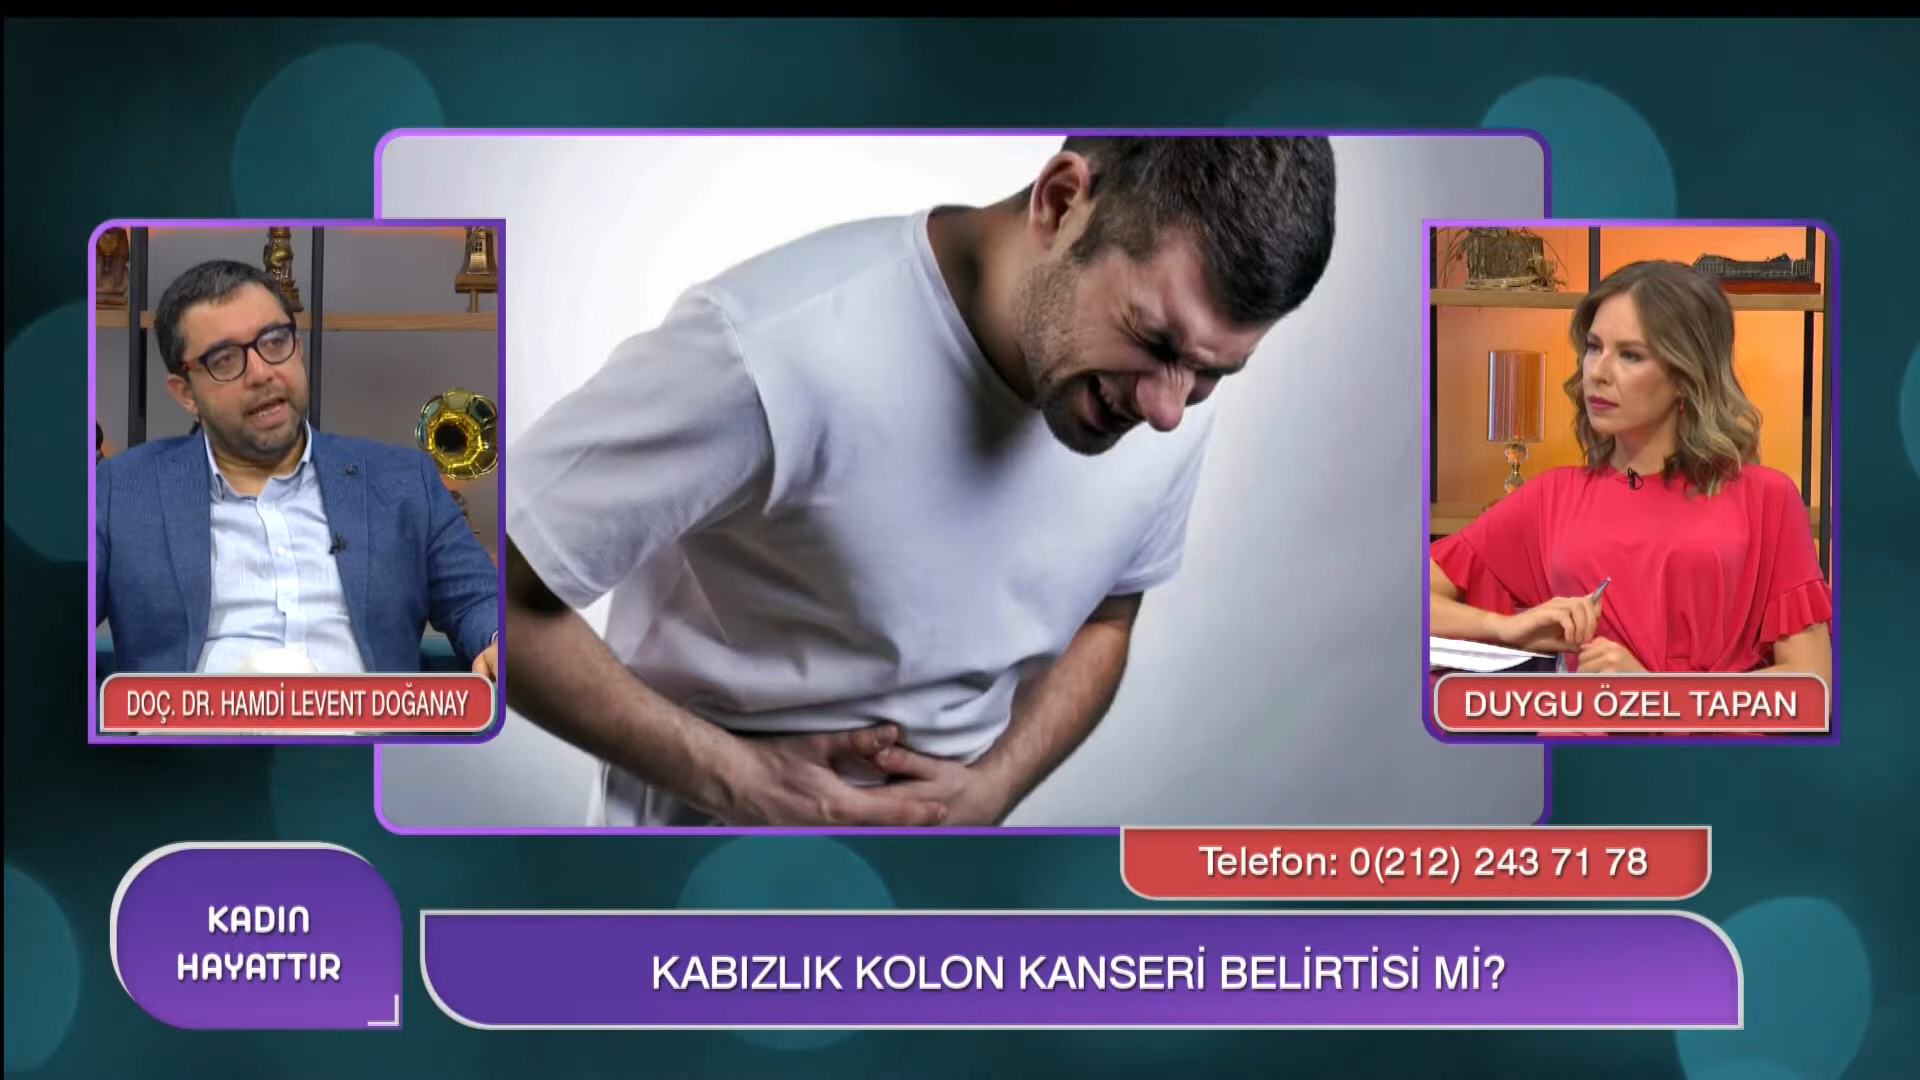 DOÇ. DR. HAMDİ LEVENT DOĞANAY
DUYGU ÖZEL TAPAN
Telefon: 0(212) 243 71 78
KADIN
HAYATTIR
KABIZLIK KOLON KANSERİ BELİRTİSİ Mİ?